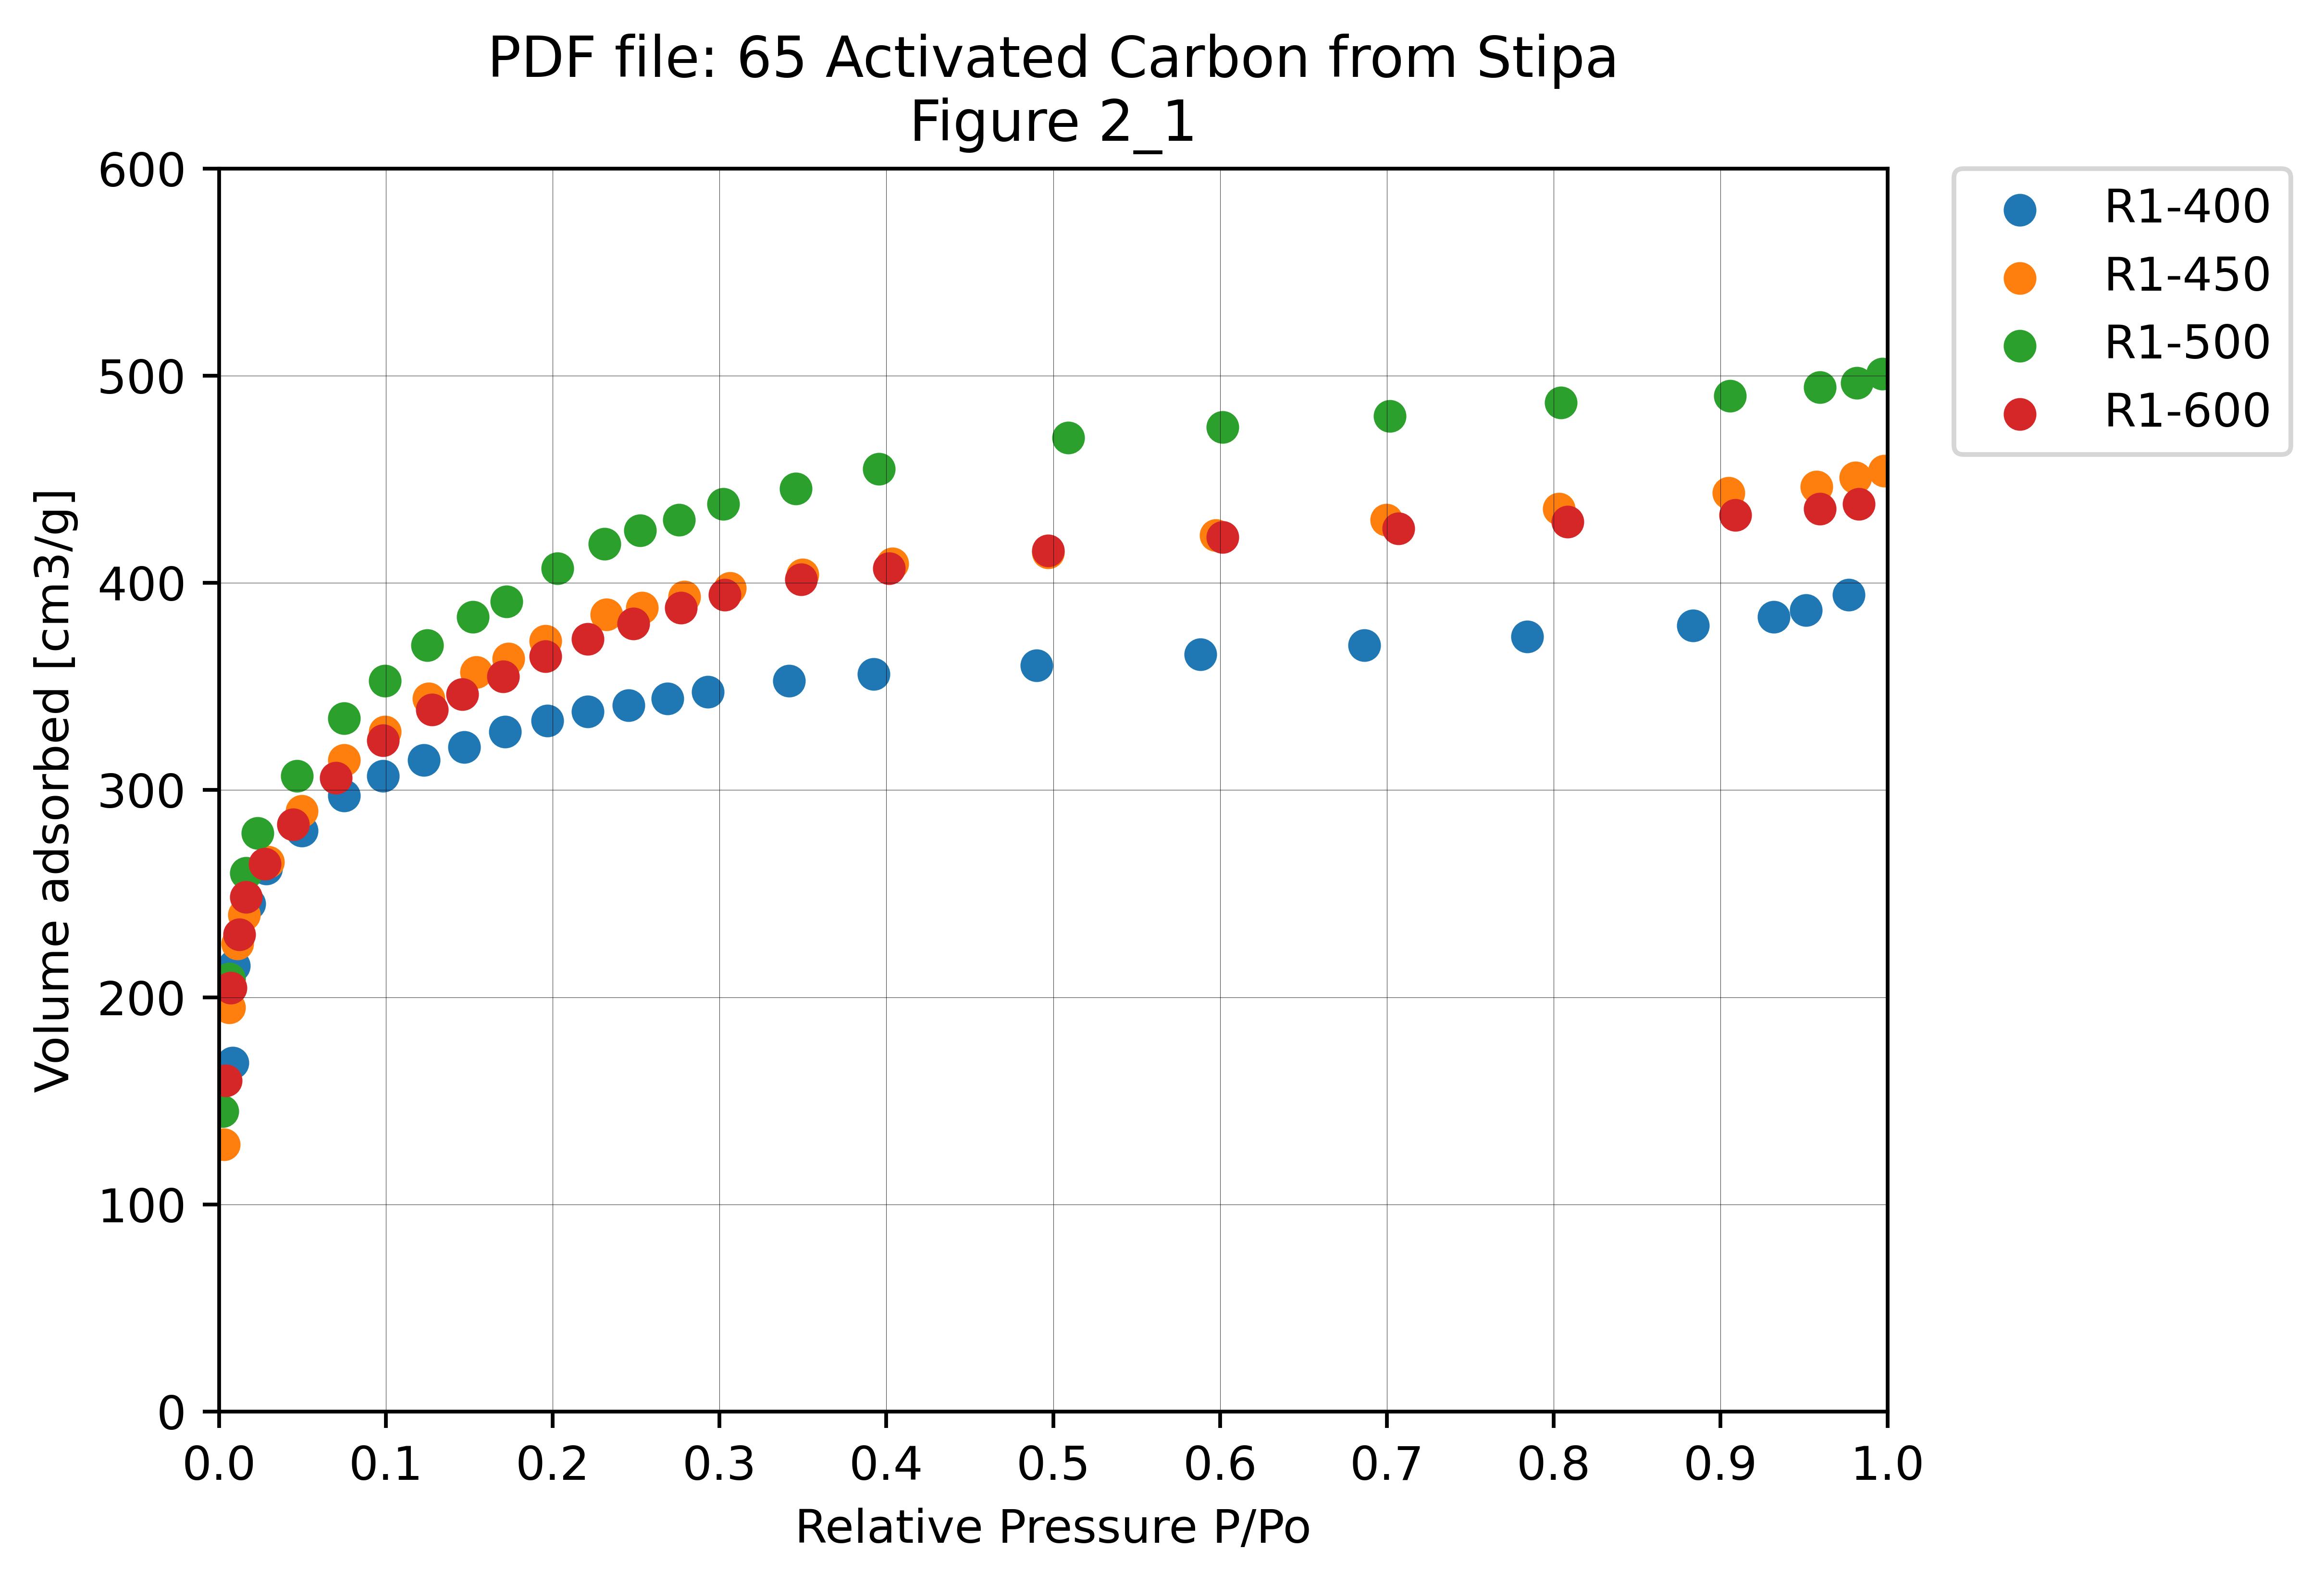 PDF file: 65 Activated Carbon from Stipa
Figure 2_1
600
500
400
300
200
100
0
Volume adsorbed [cm3/g]
0.0 0.1 0.2 0.3 0.4 0.5 0.6 0.7 0.8 0.9 1.0
Relative Pressure P/Po
R1-400
R1-450
R1-500
R1-600